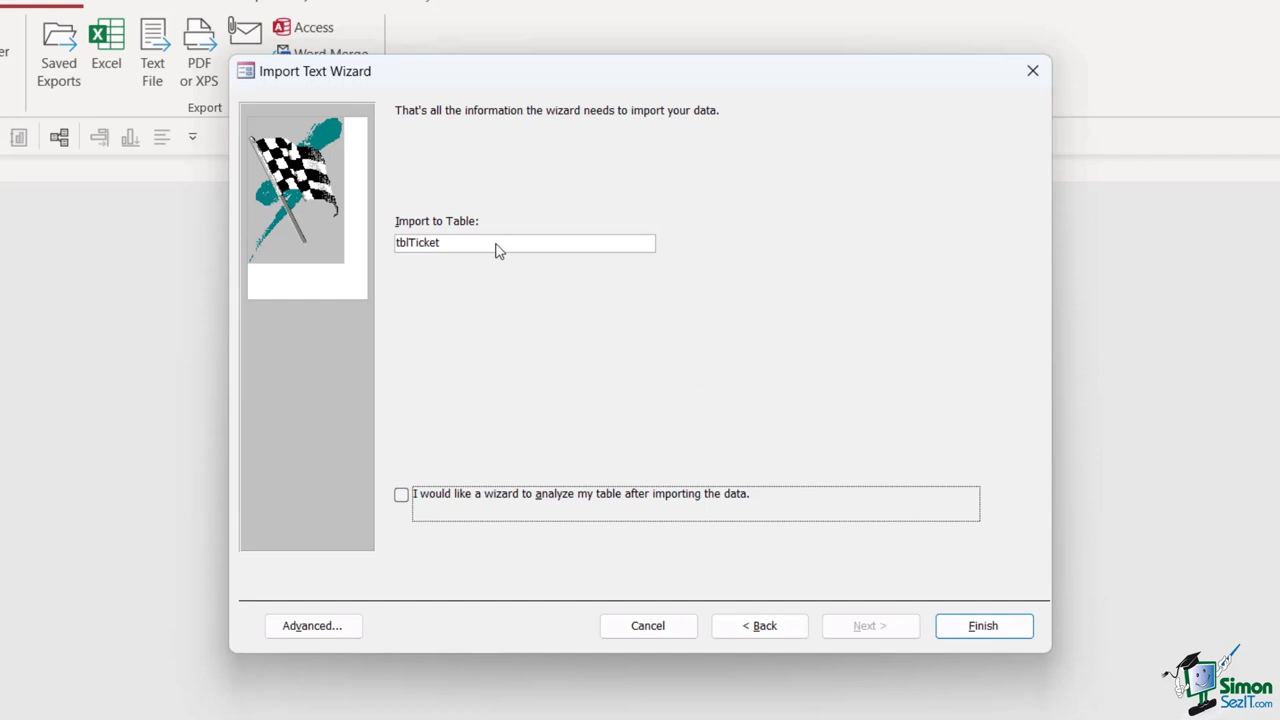 Access
Word Merge
Saved
Exports
Excel
Text
File
PDF
or XPS
Export
Import Text Wizard
That's all the information the wizard needs to import your data.
Import to Table:
tblTicket
I would like a wizard to analyze my table after importing the data.
Advanced...
Cancel
< Back
Next >
Finish
Simon
SezIT.com